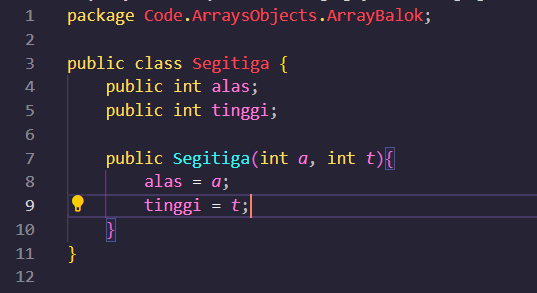 1 package Code.ArraysObjects.ArrayBalok;
2
3 public class Segitiga {
4     public int alas;
5     public int tinggi;
6
7     public Segitiga(int a, int t){
8         alas = a;
9         tinggi = t;
10     }
11 }
12